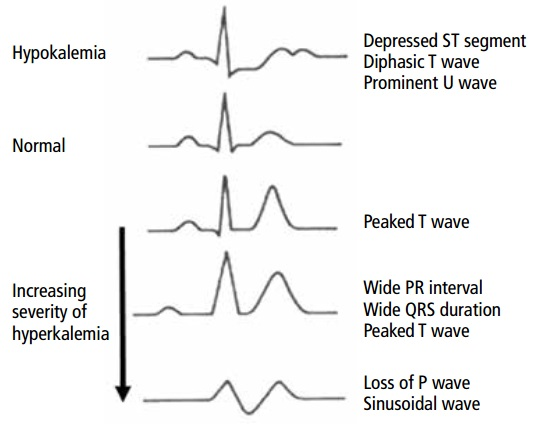 Hypokalemia
Depressed ST segment
Diphasic T wave
Prominent U wave
Normal
Peaked T wave
Increasing
severity of
hyperkalemia
Wide PR interval
Wide QRS duration
Peaked T wave
Loss of P wave
Sinusoidal wave